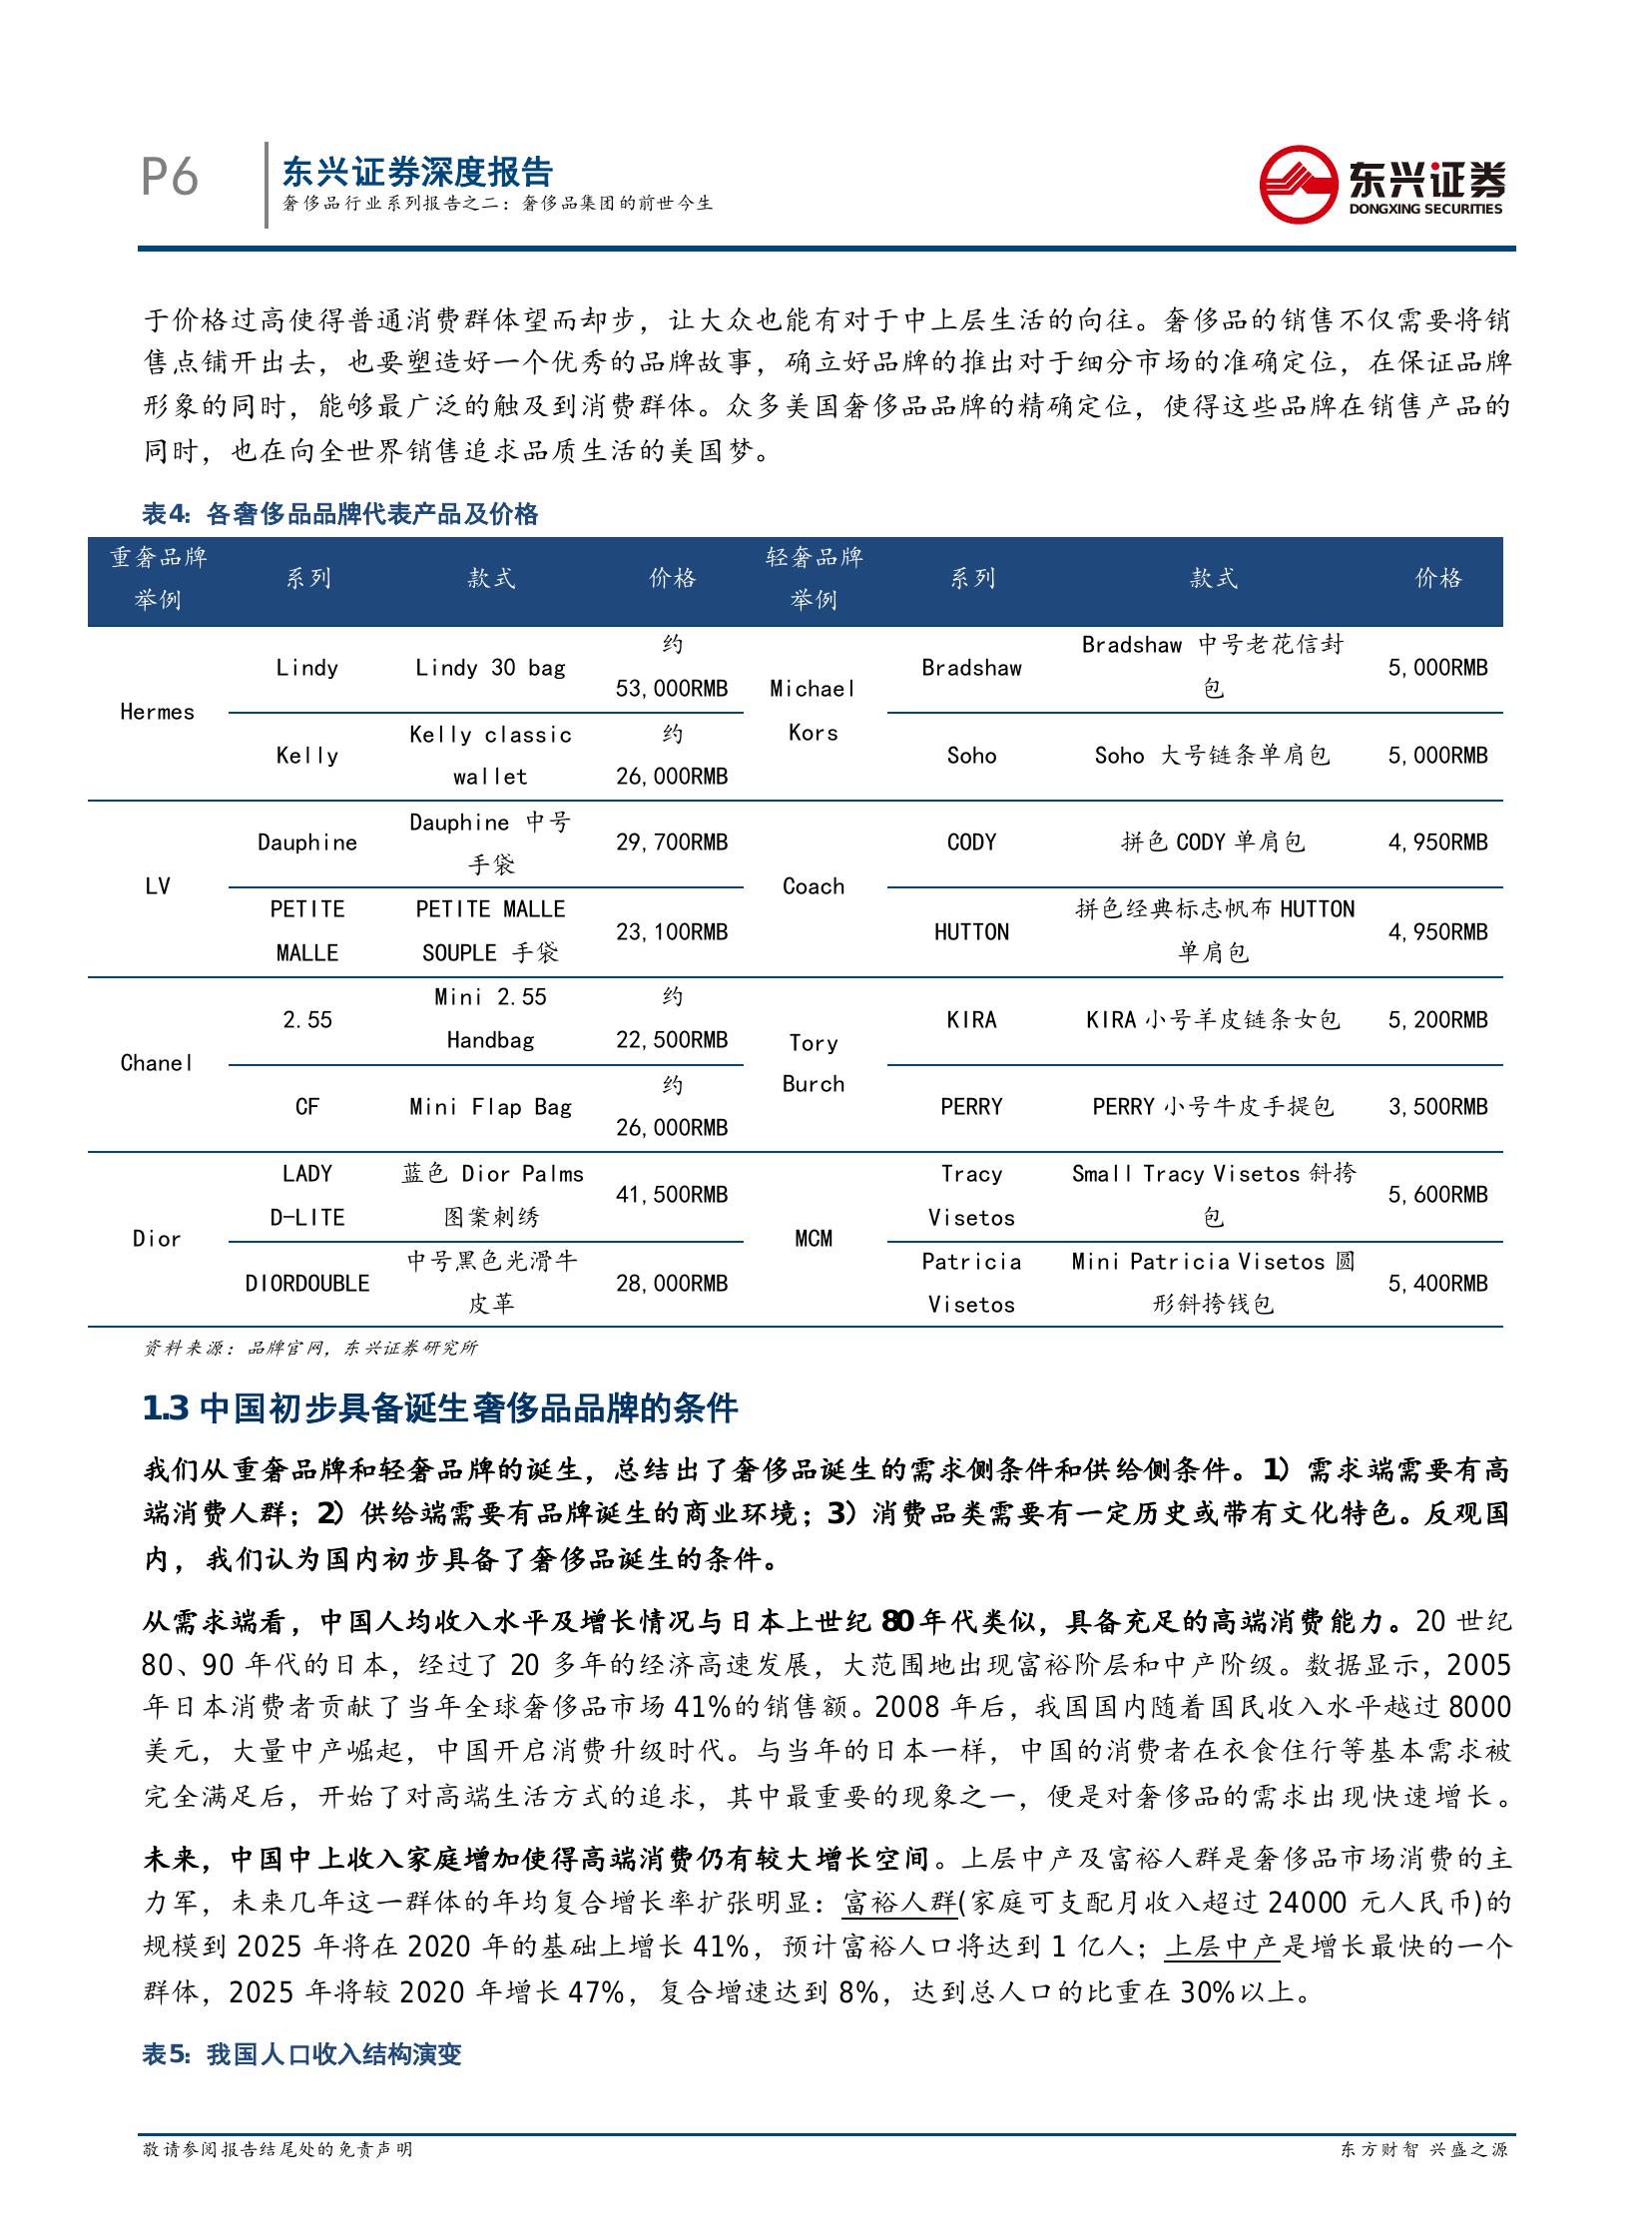 P6
东兴证券深度报告
奢侈品行业系列报告之二：奢侈品集团的前世今生
东兴证券
DONGXING SECURITIES
于价格过高使得普通消费群体望而却步，让大众也能有对于中上层生活的向往。奢侈品的销售不仅需要将销
售点铺开出去，也要塑造好一个优秀的品牌故事，确立好品牌的推出对于细分市场的准确定位，在保证品牌
形象的同时，能够最广泛的触及到消费群体。众多美国奢侈品品牌的精确定位，使得这些品牌在销售产品的
同时，也在向全世界销售追求品质生活的美国梦。
表4：各奢侈品品牌代表产品及价格
重奢品牌举例 系列 款式 价格 轻奢品牌举例 系列 款式 价格
Hermes Lindy Lindy 30 bag 约53,000RMB Michael Kors Bradshaw Bradshaw 中号老花信封包 5,000RMB
Kelly Kelly classic wallet 约26,000RMB Soho Soho 大号链条单肩包 5,000RMB
LV Dauphine Dauphine 中号手袋 29,700RMB Coach CODY 拼色 CODY 单肩包 4,950RMB
PETITE MALLE PETITE MALLE SOUPLE 手袋 23,100RMB HUTTON 拼色经典标志帆布 HUTTON 单肩包 4,950RMB
Chanel 2.55 Mini 2.55 Handbag 约22,500RMB Tory Burch KIRA KIRA 小号羊皮链条女包 5,200RMB
CF Mini Flap Bag 约26,000RMB PERRY PERRY 小号牛皮手提包 3,500RMB
Dior LADY D-LITE 蓝色 Dior Palms 图案刺绣 41,500RMB MCM Tracy Visetos Small Tracy Visetos 斜挎包 5,600RMB
DIORDOUBLE 中号黑色光滑牛皮革 28,000RMB Patricia Visetos Mini Patricia Visetos 圆形斜挎钱包 5,400RMB
资料来源：品牌官网，东兴证券研究所
1.3 中国初步具备诞生奢侈品品牌的条件
我们从重奢品牌和轻奢品牌的诞生，总结出了奢侈品诞生的需求侧条件和供给侧条件。1）需求端需要有高
端消费人群；2）供给端需要有品牌诞生的商业环境；3）消费品类需要有一定历史或带有文化特色。反观国
内，我们认为国内初步具备了奢侈品诞生的条件。
从需求端看，中国人均收入水平及增长情况与日本上世纪 80 年代类似，具备充足的高端消费能力。20 世纪
80、90 年代的日本，经过了 20 多年的经济高速发展，大范围地出现富裕阶层和中产阶级。数据显示，2005
年日本消费者贡献了当年全球奢侈品市场 41%的销售额。2008 年后，我国国内随着国民收入水平越过 8000
美元，大量中产崛起，中国开启消费升级时代。与当年的日本一样，中国的消费者在衣食住行等基本需求被
完全满足后，开始了对高端生活方式的追求，其中最重要的现象之一，便是对奢侈品的需求出现快速增长。
未来，中国中上收入家庭增加使得高端消费仍有较大增长空间。上层中产及富裕人群是奢侈品市场消费的主
力军，未来几年这一群体的年均复合增长率扩张明显：富裕人群(家庭可支配月收入超过 24000 元人民币)的
规模到 2025 年将在 2020 年的基础上增长 41%，预计富裕人口将达到 1 亿人；上层中产是增长最快的一个
群体，2025 年将较 2020 年增长 47%，复合增速达到 8%，达到总人口的比重在 30%以上。
表5：我国人口收入结构演变
敬请参阅报告结尾处的免责声明
东方财智 兴盛之源